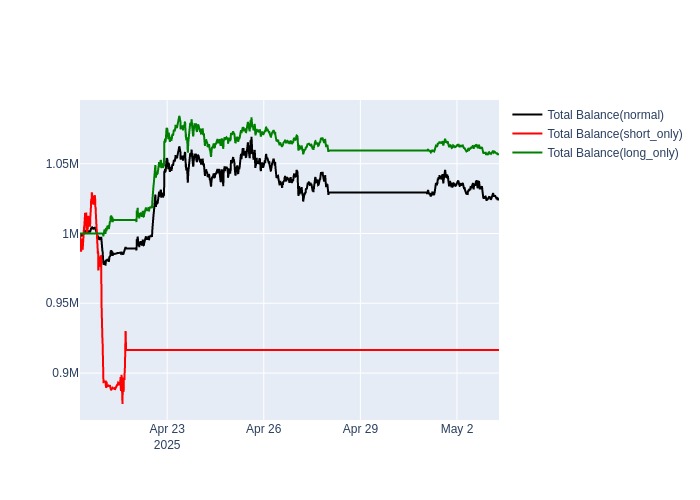 Total Balance(normal)
Total Balance(short_only)
Total Balance(long_only)
1.05M
1M
0.95M
0.9M
Apr 23
2025
Apr 26
Apr 29
May 2